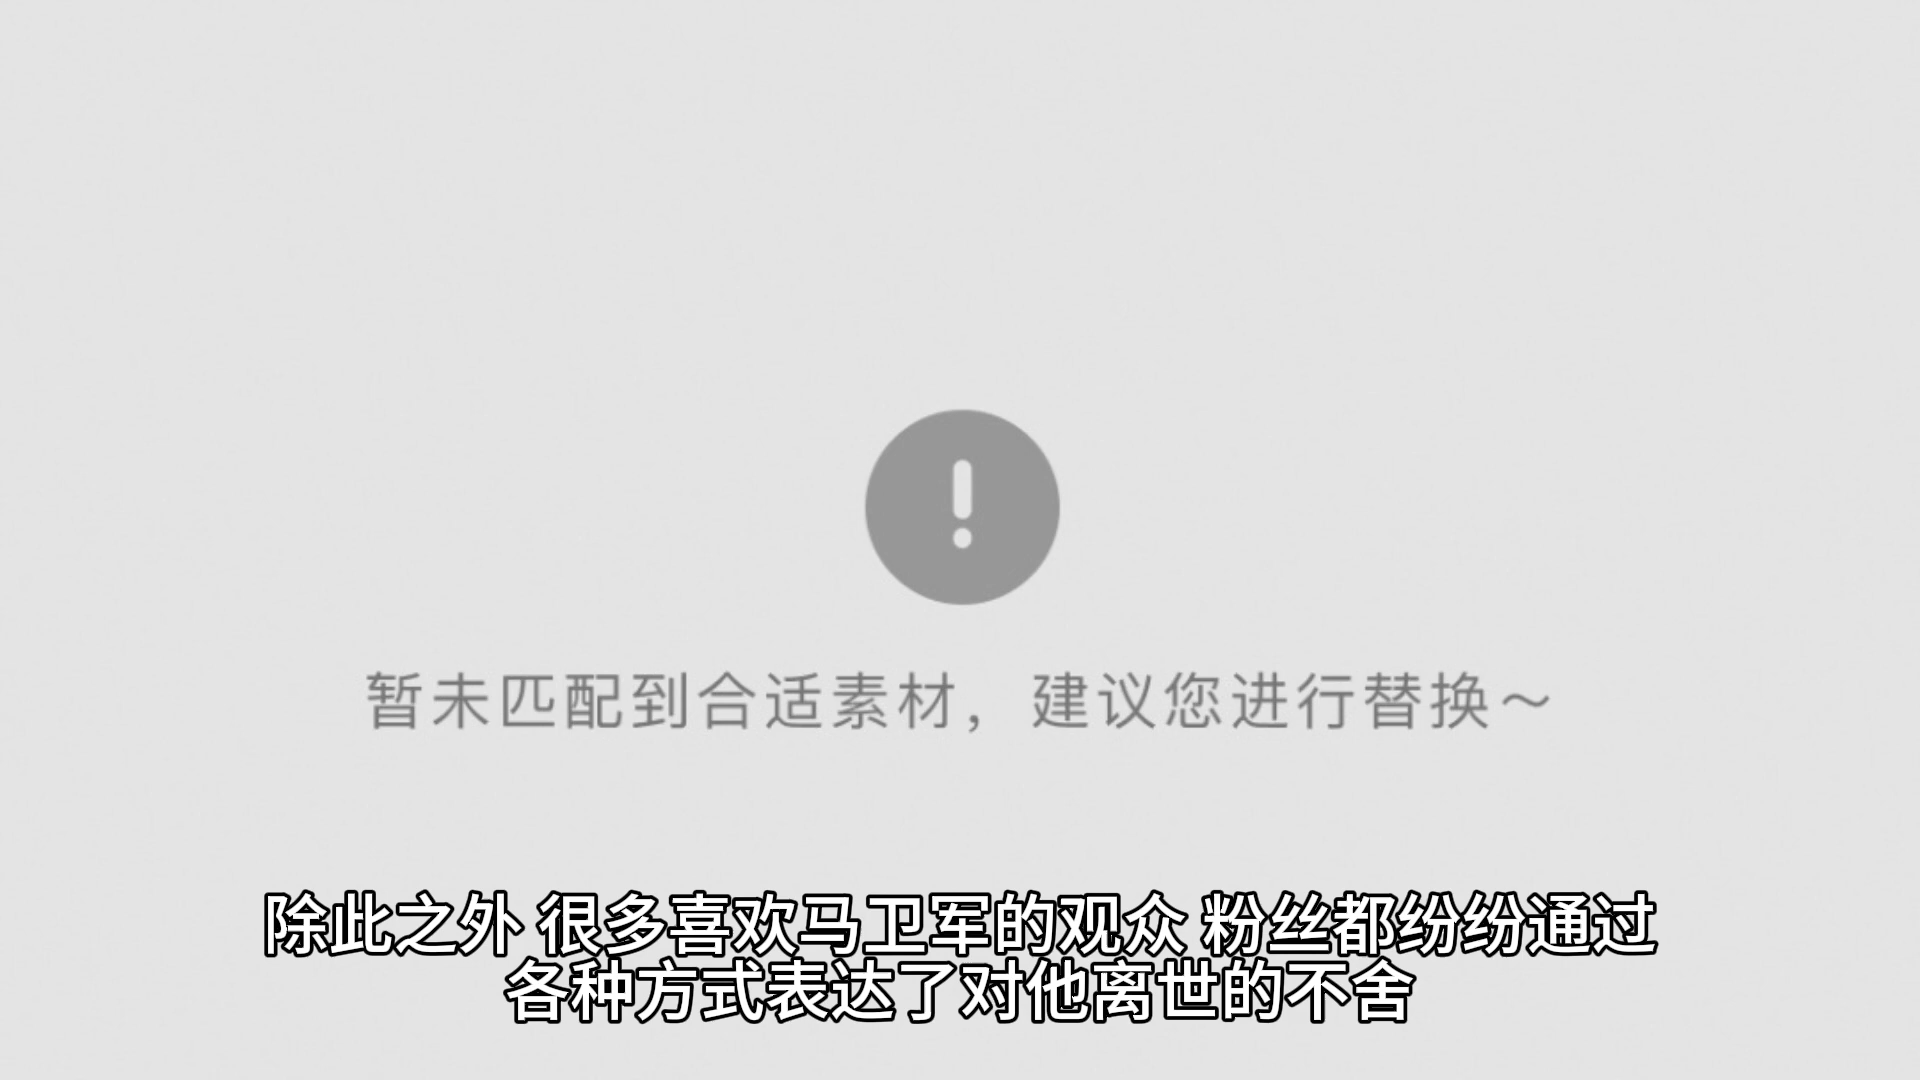 暂未匹配到合适素材，建议您进行替换～
除此之外 很多喜欢马卫军的观众 粉丝都纷纷通过
各种方式表达了对他离世的不舍